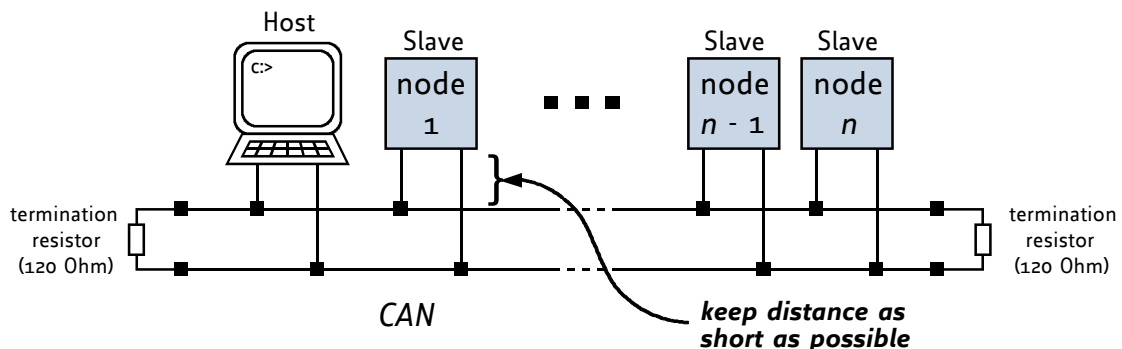 Host
C:>
Slave
node
1
Slave
node
n - 1
Slave
node
n
termination
resistor
(120 Ohm)
termination
resistor
(120 Ohm)
CAN
keep distance as
short as possible